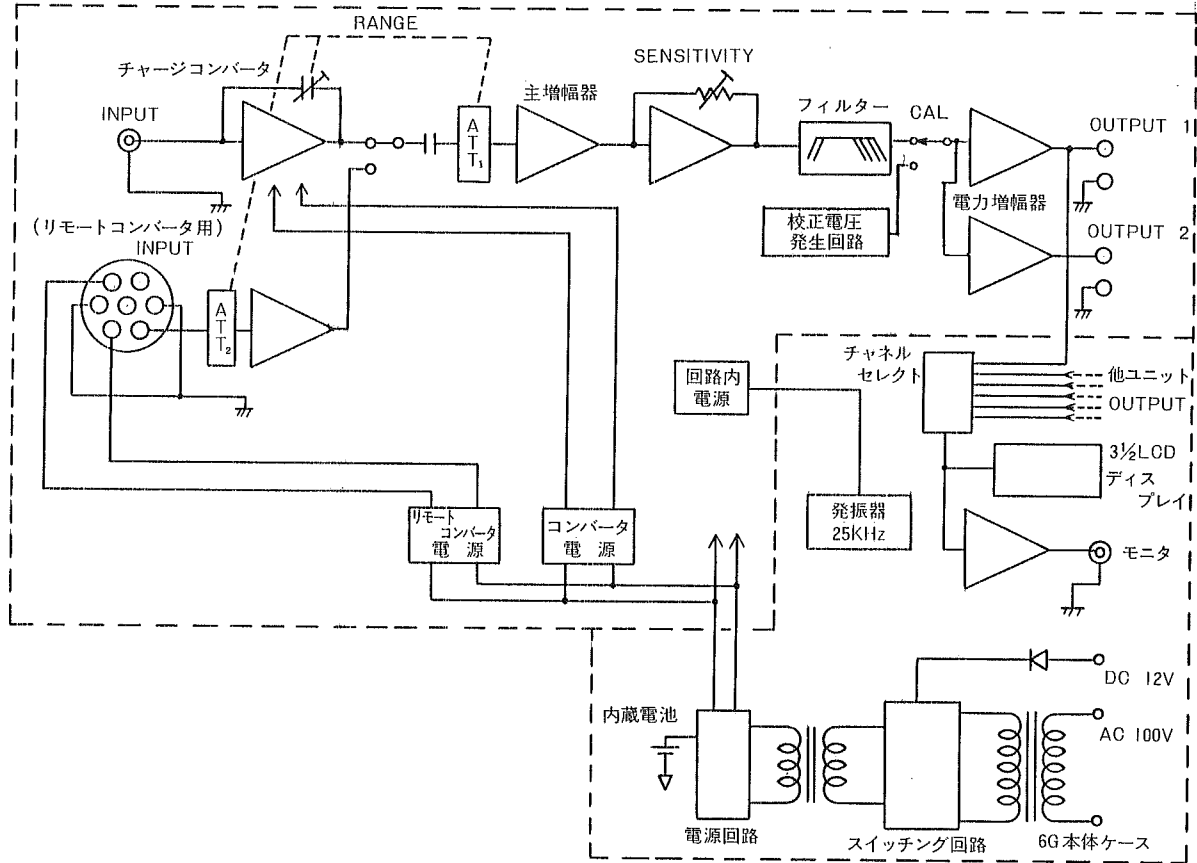 RANGE
チャージコンバータ
INPUT
SENSITIVITY
主増幅器
フィルター
CAL
OUTPUT 1
ATT₁
電力増幅器
校正電圧
発生回路
OUTPUT 2
(リモートコンバータ用)
INPUT
ATT₂
チャネル
セレクト
回路内
電源
他ユニット
OUTPUT
3½LCD
ディス
プレイ
発振器
25KHz
モニタ
リモート
コンバータ
電 源
コンバータ
電 源
DC 12V
内蔵電池
AC 100V
電源回路
スイッチング回路
6G本体ケース